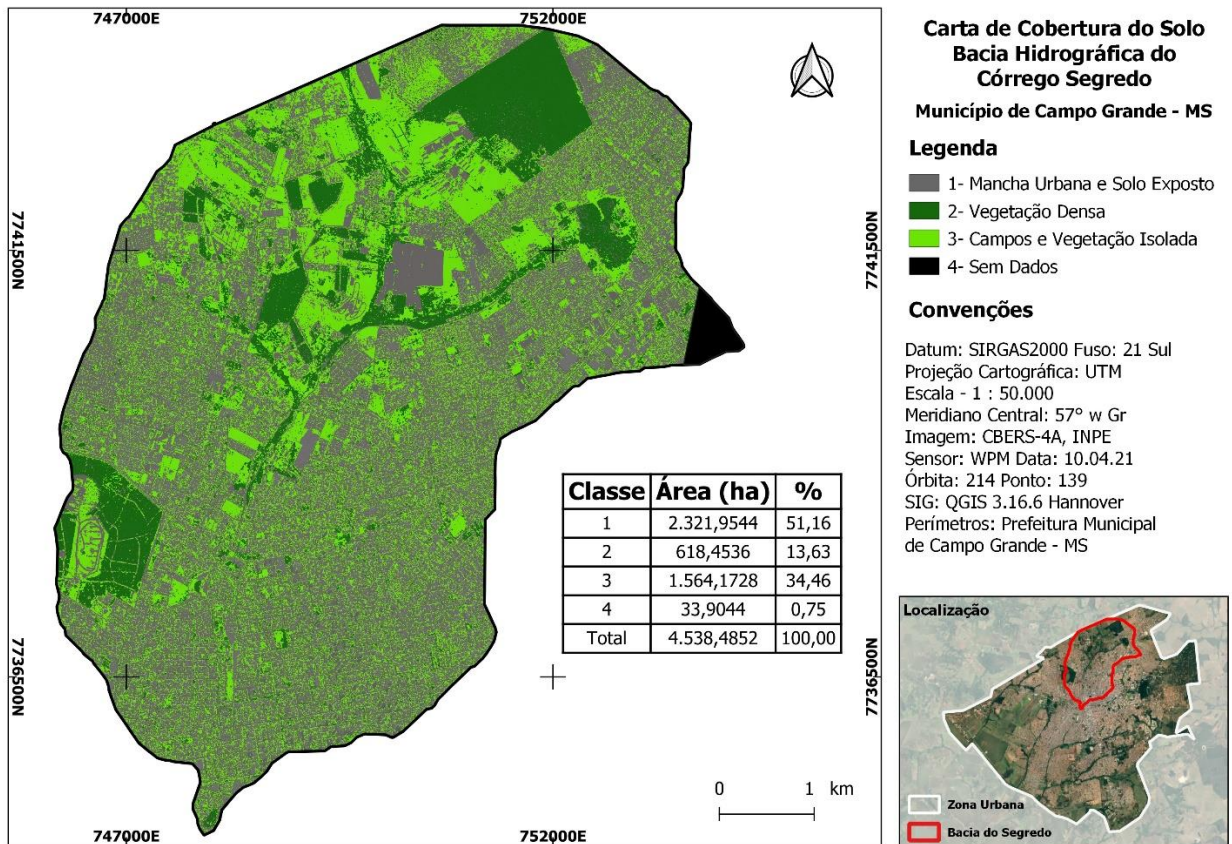 747000E
752000E
7741500N
7741500N
7736500N
7736500N
747000E
752000E
Classe Área (ha) %
1 2.321,9544 51,16
2 618,4536 13,63
3 1.564,1728 34,46
4 33,9044 0,75
Total 4.538,4852 100,00
0 1 km
Carta de Cobertura do Solo
Bacia Hidrográfica do
Córrego Segredo
Município de Campo Grande - MS
Legenda
1- Mancha Urbana e Solo Exposto
2- Vegetação Densa
3- Campos e Vegetação Isolada
4- Sem Dados
Convenções
Datum: SIRGAS2000 Fuso: 21 Sul
Projeção Cartográfica: UTM
Escala - 1 : 50.000
Meridiano Central: 57° w Gr
Imagem: CBERS-4A, INPE
Sensor: WPM Data: 10.04.21
Órbita: 214 Ponto: 139
SIG: QGIS 3.16.6 Hannover
Perímetros: Prefeitura Municipal
de Campo Grande - MS
Localização
Zona Urbana
Bacia do Segredo